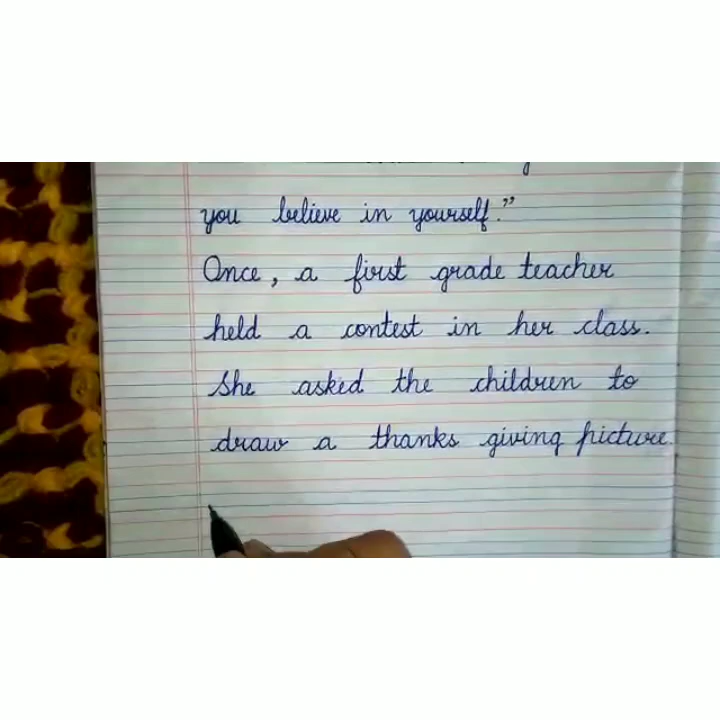 you believe in yourself."
Once, a first grade teacher
held a contest in her class.
She asked the children to
draw a thanks giving picture